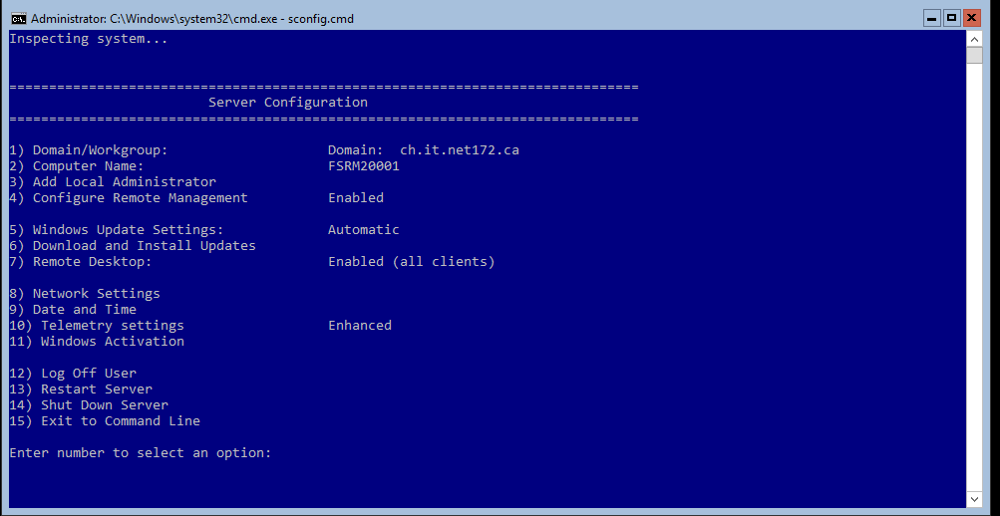 Administrator: C:\Windows\system32\cmd.exe - sconfig.cmd
Inspecting system...
===============================================================================
Server Configuration
===============================================================================
1) Domain/Workgroup: Domain: ch.it.net172.ca
2) Computer Name: FSRM20001
3) Add Local Administrator
4) Configure Remote Management Enabled
5) Windows Update Settings: Automatic
6) Download and Install Updates
7) Remote Desktop: Enabled (all clients)
8) Network Settings
9) Date and Time
10) Telemetry settings Enhanced
11) Windows Activation
12) Log Off User
13) Restart Server
14) Shut Down Server
15) Exit to Command Line
Enter number to select an option: